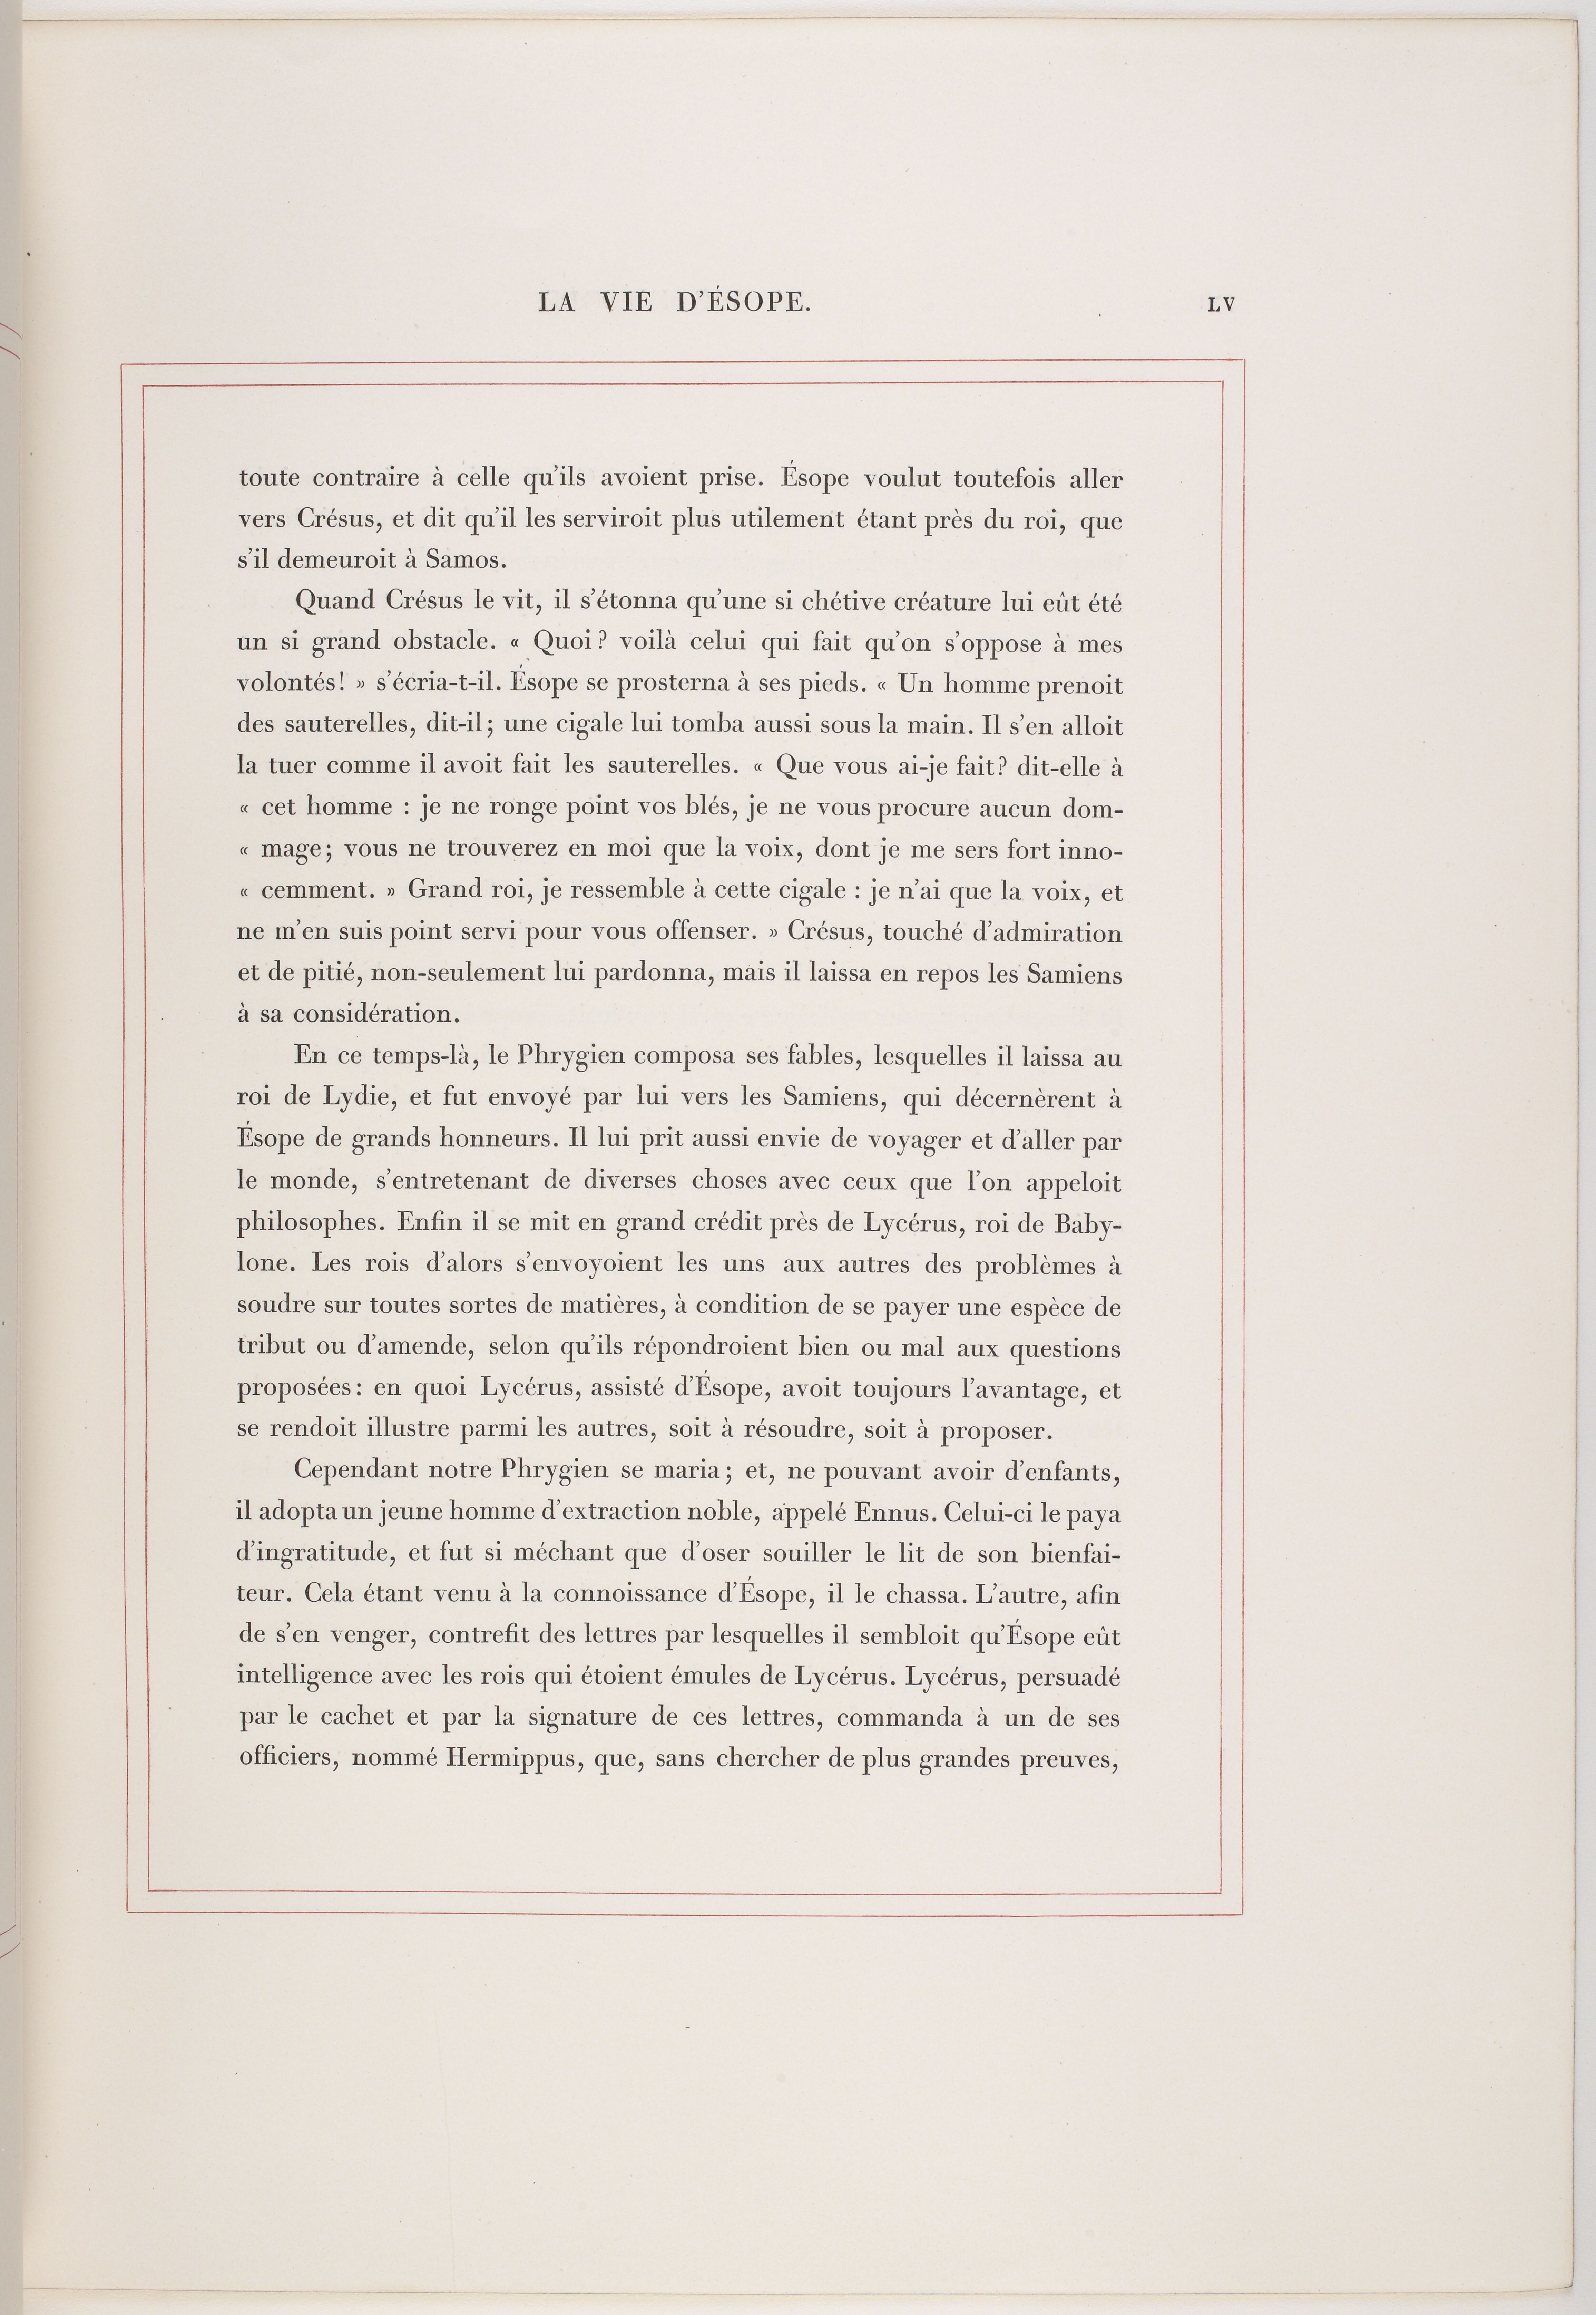 LA VIE D'ÉSOPE. LV
toute contraire à celle qu'ils avoient prise. Ésope voulut toutefois aller
vers Crésus, et dit qu'il les serviroit plus utilement étant près du roi, que
s'il demeuroit à Samos.
Quand Crésus le vit, il s'étonna qu'une si chétive créature lui eût été
un si grand obstacle. « Quoi? voilà celui qui fait qu'on s'oppose à mes
volontés! » s'écria-t-il. Ésope se prosterna à ses pieds. « Un homme prenoit
des sauterelles, dit-il; une cigale lui tomba aussi sous la main. Il s'en alloit
la tuer comme il avoit fait les sauterelles. « Que vous ai-je fait? dit-elle à
« cet homme : je ne ronge point vos blés, je ne vous procure aucun dom-
« mage; vous ne trouverez en moi que la voix, dont je me sers fort inno-
« cemment. » Grand roi, je ressemble à cette cigale : je n'ai que la voix, et
ne m'en suis point servi pour vous offenser. » Crésus, touché d'admiration
et de pitié, non-seulement lui pardonna, mais il laissa en repos les Samiens
à sa considération.
En ce temps-là, le Phrygien composa ses fables, lesquelles il laissa au
roi de Lydie, et fut envoyé par lui vers les Samiens, qui décernèrent à
Ésope de grands honneurs. Il lui prit aussi envie de voyager et d'aller par
le monde, s'entretenant de diverses choses avec ceux que l'on appeloit
philosophes. Enfin il se mit en grand crédit près de Lycérus, roi de Baby-
lone. Les rois d'alors s'envoyoient les uns aux autres des problèmes à
soudre sur toutes sortes de matières, à condition de se payer une espèce de
tribut ou d'amende, selon qu'ils répondroient bien ou mal aux questions
proposées: en quoi Lycérus, assisté d'Ésope, avoit toujours l'avantage, et
se rendoit illustre parmi les autres, soit à résoudre, soit à proposer.
Cependant notre Phrygien se maria; et, ne pouvant avoir d'enfants,
il adopta un jeune homme d'extraction noble, appelé Ennus. Celui-ci le paya
d'ingratitude, et fut si méchant que d'oser souiller le lit de son bienfai-
teur. Cela étant venu à la connoissance d'Ésope, il le chassa. L'autre, afin
de s'en venger, contrefit des lettres par lesquelles il sembloit qu'Ésope eût
intelligence avec les rois qui étoient émules de Lycérus. Lycérus, persuadé
par le cachet et par la signature de ces lettres, commanda à un de ses
officiers, nommé Hermippus, que, sans chercher de plus grandes preuves,